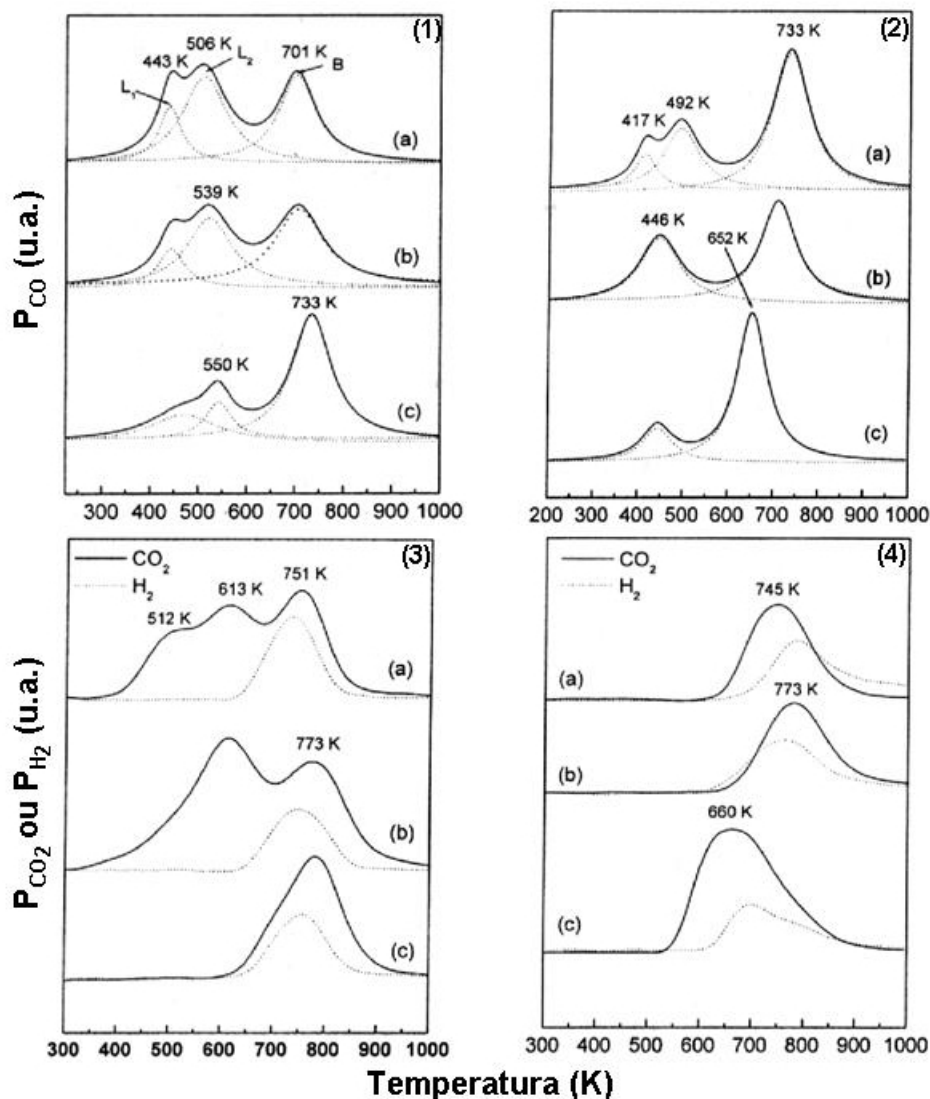 (1)
506 K
443 K
L₂
701 K
B
L₁
(a)
539 K
(b)
733 K
550 K
(c)
300 400 500 600 700 800 900 1000
(2)
733 K
492 K
417 K
(a)
446 K
652 K
(b)
(c)
200 300 400 500 600 700 800 900 1000
P_CO (u.a.)
(3)
CO₂
H₂
751 K
613 K
512 K
(a)
773 K
(b)
(c)
300 400 500 600 700 800 900 1000
(4)
CO₂
H₂
745 K
(a)
773 K
(b)
660 K
(c)
300 400 500 600 700 800 900 1000
P_CO₂ ou P_H₂ (u.a.)
Temperatura (K)